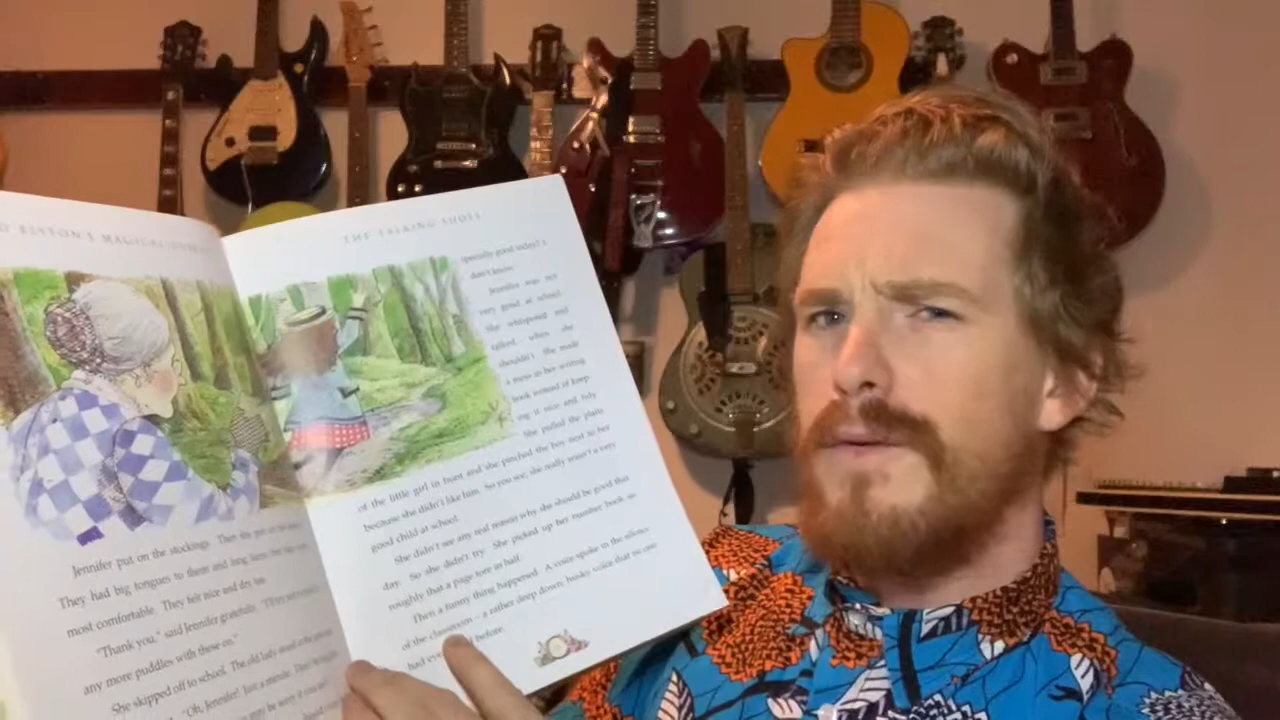 D BLYTON'S MAGICAL
Jennifer put on the stockings. Then she put on the
They had big tongues to them and long laces
most comfortable. They felt nice and dry, too.
"Thank you," said Jennifer gratefully. "I'll
any more puddles with these on."
She skipped off to school. The old lady
"Oh, Jennifer! Just a minute.
THE TALKING SHOES
specially good today? I
don't know.
Jennifer was not
very good at school.
She whispered and
talked when she
shouldn't. She made
a mess in her writing
book instead of keep-
ing it nice and tidy.
She pulled the plaits
of the little girl in front and she pinched the boy next to her
because she didn't like him. So you see, she really wasn't a very
good child at school.
She didn't see any real reason why she should be good that
day. So she didn't try. She picked up her number book so
roughly that a page tore in half.
Then a funny thing happened. A voice spoke in the silence
of the classroom – a rather deep down, husky voice that no one
had before.